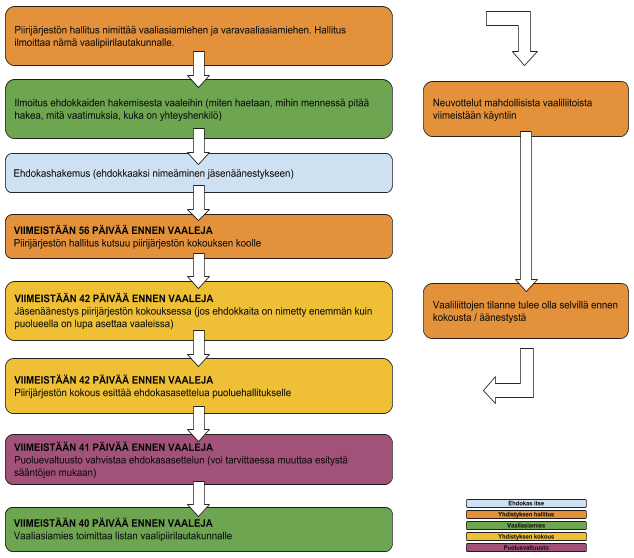 Piirijärjestön hallitus nimittää vaaliasiamiehen ja varavaaliasiamiehen. Hallitus
ilmoittaa nämä vaalipiirilautakunnalle.
Ilmoitus ehdokkaiden hakemisesta vaaleihin (miten haetaan, mihin mennessä pitää
hakea, mitä vaatimuksia, kuka on yhteyshenkilö)
Ehdokashakemus (ehdokkaaksi nimeäminen jäsenäänestykseen)
VIIMEISTÄÄN 56 PÄIVÄÄ ENNEN VAALEJA
Piirijärjestön hallitus kutsuu piirijärjestön kokouksen koolle
VIIMEISTÄÄN 42 PÄIVÄÄ ENNEN VAALEJA
Jäsenäänestys piirijärjestön kokouksessa (jos ehdokkaita on nimetty enemmän kuin
puolueella on lupa asettaa vaaleissa)
VIIMEISTÄÄN 42 PÄIVÄÄ ENNEN VAALEJA
Piirijärjestön kokous esittää ehdokasasettelua puoluehallitukselle
VIIMEISTÄÄN 41 PÄIVÄÄ ENNEN VAALEJA
Puoluevaltuusto vahvistaa ehdokasasettelun (voi tarvittaessa muuttaa esitystä
sääntöjen mukaan)
VIIMEISTÄÄN 40 PÄIVÄÄ ENNEN VAALEJA
Vaaliasiamies toimittaa listan vaalipiirilautakunnalle
Neuvottelut mahdollisista vaaliliitoista
viimeistään käyntiin
Vaaliliittojen tilanne tulee olla selvillä ennen
kokousta / äänestystä
Ehdokas itse
Yhdistyksen hallitus
Vaaliasiamies
Yhdistyksen kokous
Puoluevaltuusto